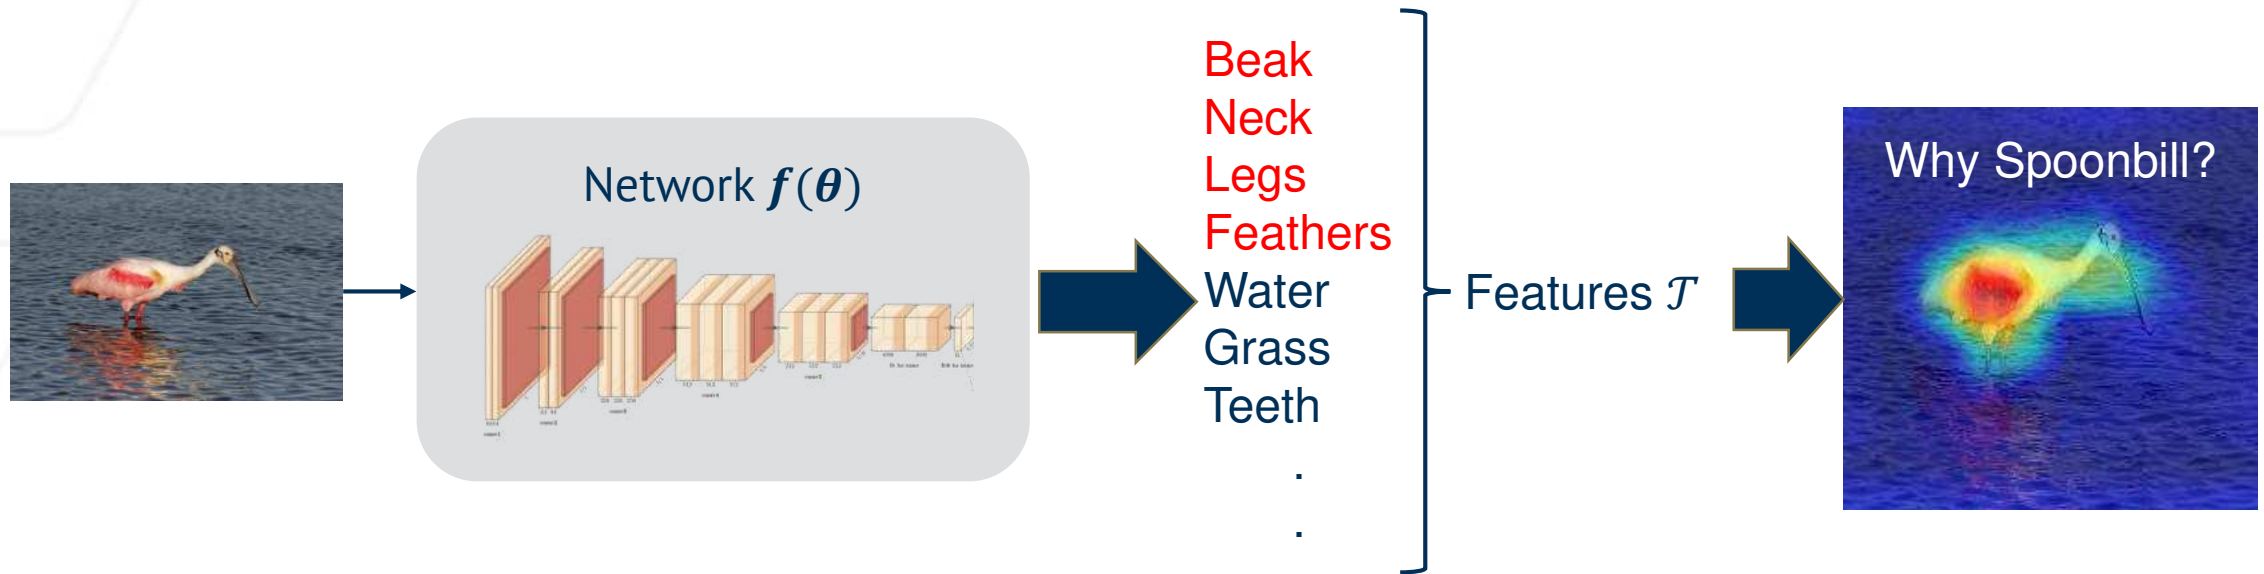 Network f(θ)
Beak
Neck
Legs
Feathers
Water
Grass
Teeth
.
.
Features 𝒯
Why Spoonbill?